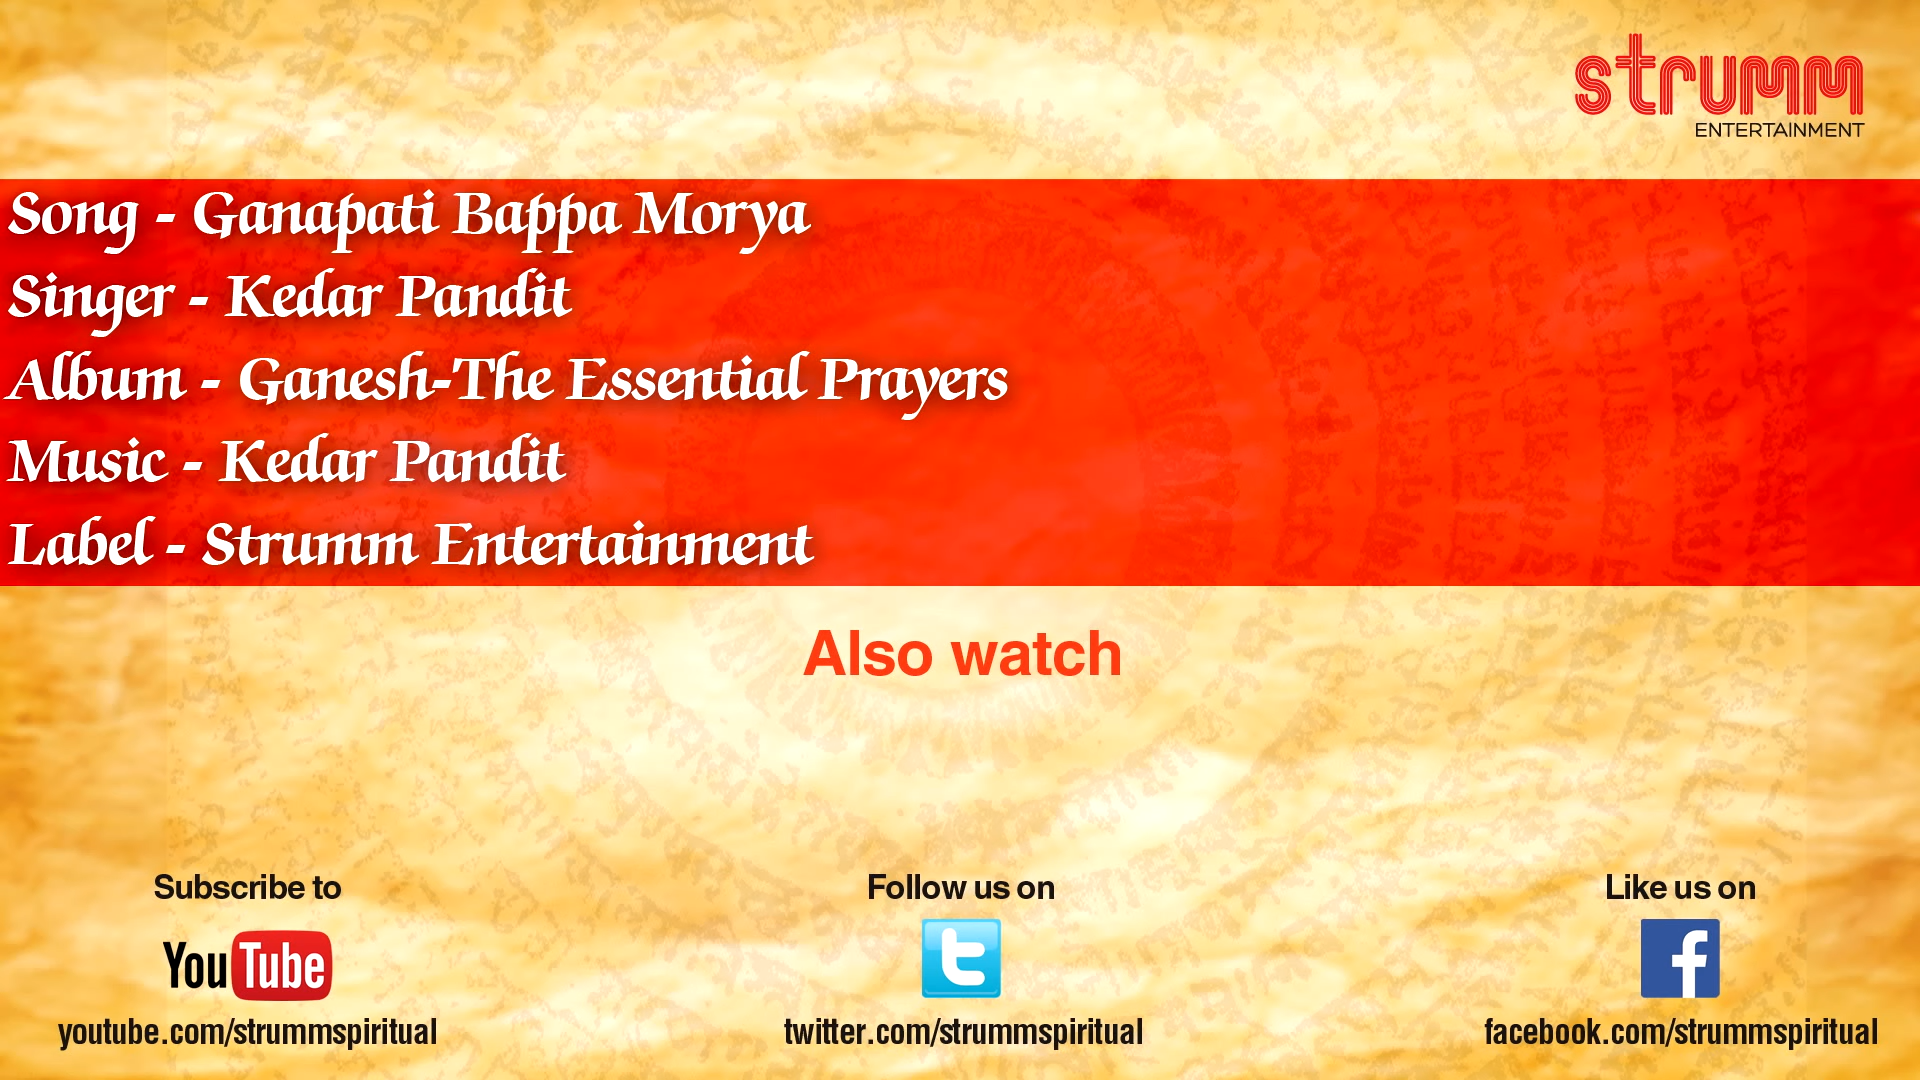 strumm
ENTERTAINMENT
Song - Ganapati Bappa Morya
Singer - Kedar Pandit
Album - Ganesh-The Essential Prayers
Music - Kedar Pandit
Label - Strumm Entertainment
Also watch
Subscribe to
YouTube
youtube.com/strummspiritual
Follow us on
twitter.com/strummspiritual
Like us on
facebook.com/strummspiritual